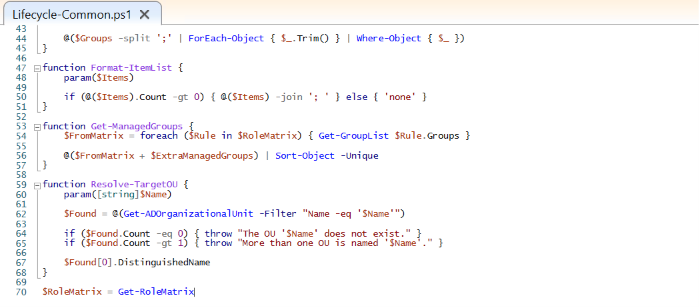 Lifecycle-Common.ps1
43
44 @($Groups -split ';' | ForEach-Object { $_.Trim() } | Where-Object { $_ })
45 }
46
47 function Format-ItemList {
48 param($Items)
49
50 if (@($Items).Count -gt 0) { @($Items) -join '; ' } else { 'none' }
51 }
52
53 function Get-ManagedGroups {
54 $FromMatrix = foreach ($Rule in $RoleMatrix) { Get-GroupList $Rule.Groups }
55
56 @($FromMatrix + $ExtraManagedGroups) | Sort-Object -Unique
57 }
58
59 function Resolve-TargetOU {
60 param([string]$Name)
61
62 $Found = @(Get-ADOrganizationalUnit -Filter "Name -eq '$Name'")
63
64 if ($Found.Count -eq 0) { throw "The OU '$Name' does not exist." }
65 if ($Found.Count -gt 1) { throw "More than one OU is named '$Name'." }
66
67 $Found[0].DistinguishedName
68 }
69
70 $RoleMatrix = Get-RoleMatrix